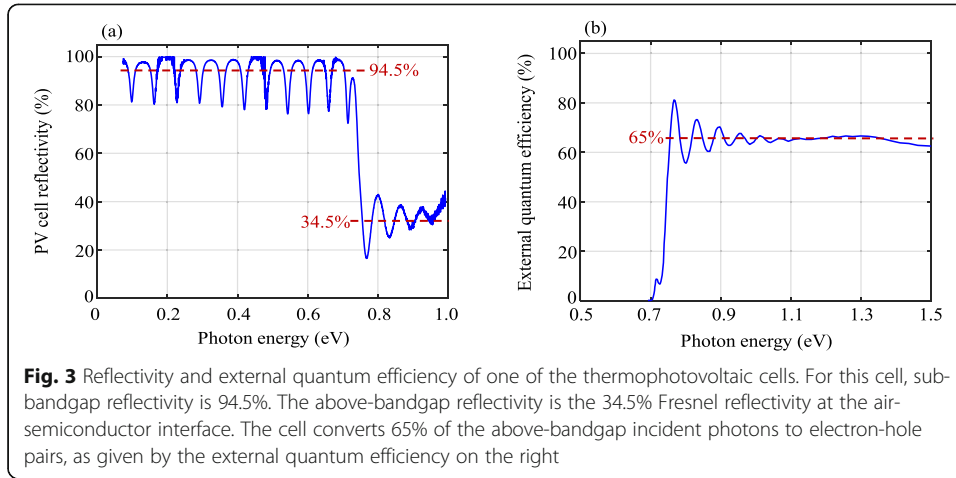 (a)
100
80
60
40
20
0
0
0.2
0.4
0.6
0.8
1.0
PV cell reflectivity (%)
Photon energy (eV)
94.5%
34.5%
(b)
100
80
60
40
20
0
0.5
0.7
0.9
1.1
1.3
1.5
External quantum efficiency (%)
Photon energy (eV)
65%
Fig. 3 Reflectivity and external quantum efficiency of one of the thermophotovoltaic cells. For this cell, sub-
bandgap reflectivity is 94.5%. The above-bandgap reflectivity is the 34.5% Fresnel reflectivity at the air-
semiconductor interface. The cell converts 65% of the above-bandgap incident photons to electron-hole
pairs, as given by the external quantum efficiency on the right